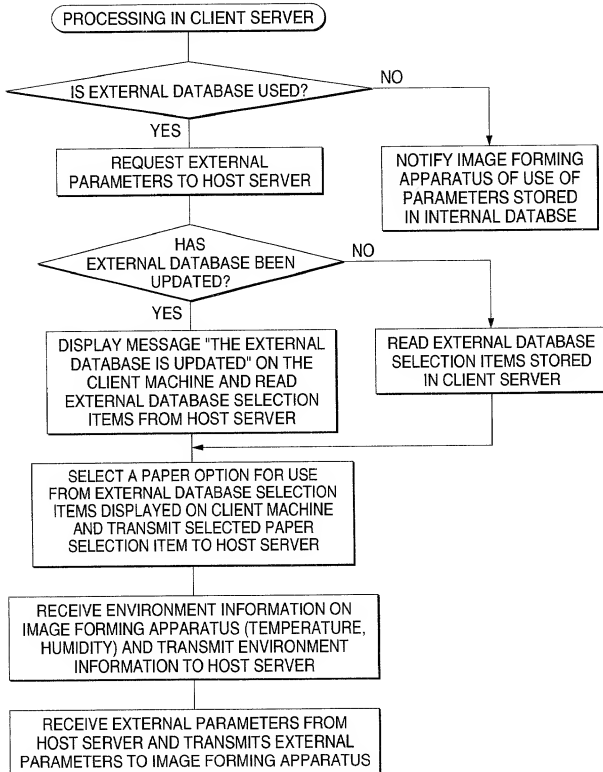 PROCESSING IN CLIENT SERVER
IS EXTERNAL DATABASE USED?
NO
YES
REQUEST EXTERNAL
PARAMETERS TO HOST SERVER
NOTIFY IMAGE FORMING
APPARATUS OF USE OF
PARAMETERS STORED
IN INTERNAL DATABSE
HAS
EXTERNAL DATABASE BEEN
UPDATED?
NO
YES
DISPLAY MESSAGE "THE EXTERNAL
DATABASE IS UPDATED" ON THE
CLIENT MACHINE AND READ
EXTERNAL DATABASE SELECTION
ITEMS FROM HOST SERVER
READ EXTERNAL DATABASE
SELECTION ITEMS STORED
IN CLIENT SERVER
SELECT A PAPER OPTION FOR USE
FROM EXTERNAL DATABASE SELECTION
ITEMS DISPLAYED ON CLIENT MACHINE
AND TRANSMIT SELECTED PAPER
SELECTION ITEM TO HOST SERVER
RECEIVE ENVIRONMENT INFORMATION ON
IMAGE FORMING APPARATUS (TEMPERATURE,
HUMIDITY) AND TRANSMIT ENVIRONMENT
INFORMATION TO HOST SERVER
RECEIVE EXTERNAL PARAMETERS FROM
HOST SERVER AND TRANSMITS EXTERNAL
PARAMETERS TO IMAGE FORMING APPARATUS